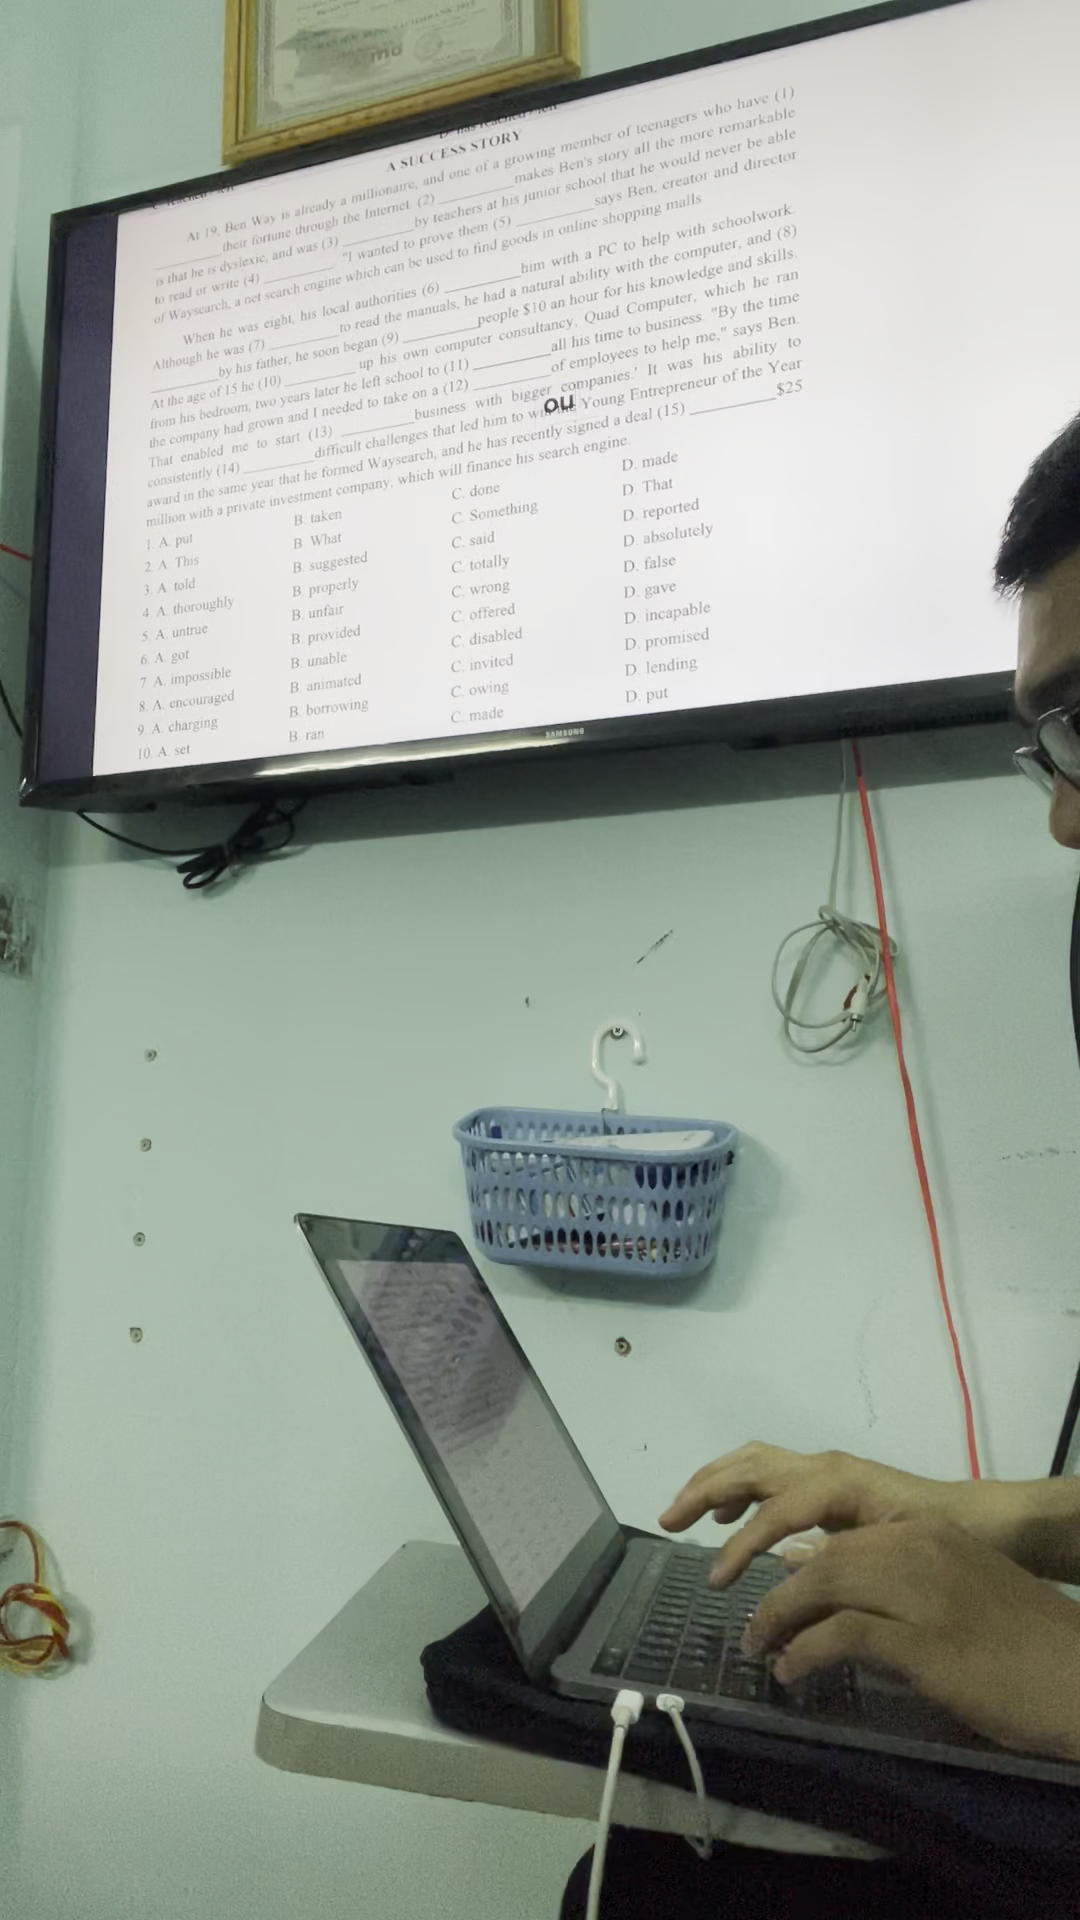 A SUCCESS STORY
At 19, Ben Way is already a millionaire, and one of a growing member of teenagers who have (1)
________ their fortune through the Internet. (2) ________ makes Ben's story all the more remarkable
is that he is dyslexic, and was (3) ________ by teachers at his junior school that he would never be able
to read or write (4) ________. "I wanted to prove them (5) ________ says Ben, creator and director
of Waysearch, a net search engine which can be used to find goods in online shopping malls
When he was eight, his local authorities (6) ________ him with a PC to help with schoolwork.
Although he was (7) ________ to read the manuals, he had a natural ability with the computer, and (8)
________ by his father, he soon began (9) ________ people $10 an hour for his knowledge and skills.
At the age of 15 he (10) ________ up his own computer consultancy, Quad Computer, which he ran
from his bedroom, two years later he left school to (11) ________ all his time to business. "By the time
the company had grown and I needed to take on a (12) ________ of employees to help me," says Ben.
That enabled me to start (13) ________ business with bigger companies.' It was his ability to
consistently (14) ________ difficult challenges that led him to Young Entrepreneur of the Year
award in the same year that he formed Waysearch, and he has recently signed a deal (15) ________ $25
million with a private investment company, which will finance his search engine.
1. A. put B. taken C. done D. made
2. A. This B. What C. Something D. That
3. A. told B. suggested C. said D. reported
4. A. thoroughly B. properly C. totally D. absolutely
5. A. untrue B. unfair C. wrong D. false
6. A. got B. provided C. offered D. gave
7 A. impossible B. unable C. disabled D. incapable
8. A. encouraged B. animated C. invited D. promised
9. A. charging B. borrowing C. owing D. lending
10. A. set B. ran C. made D. put
SAMSUNG